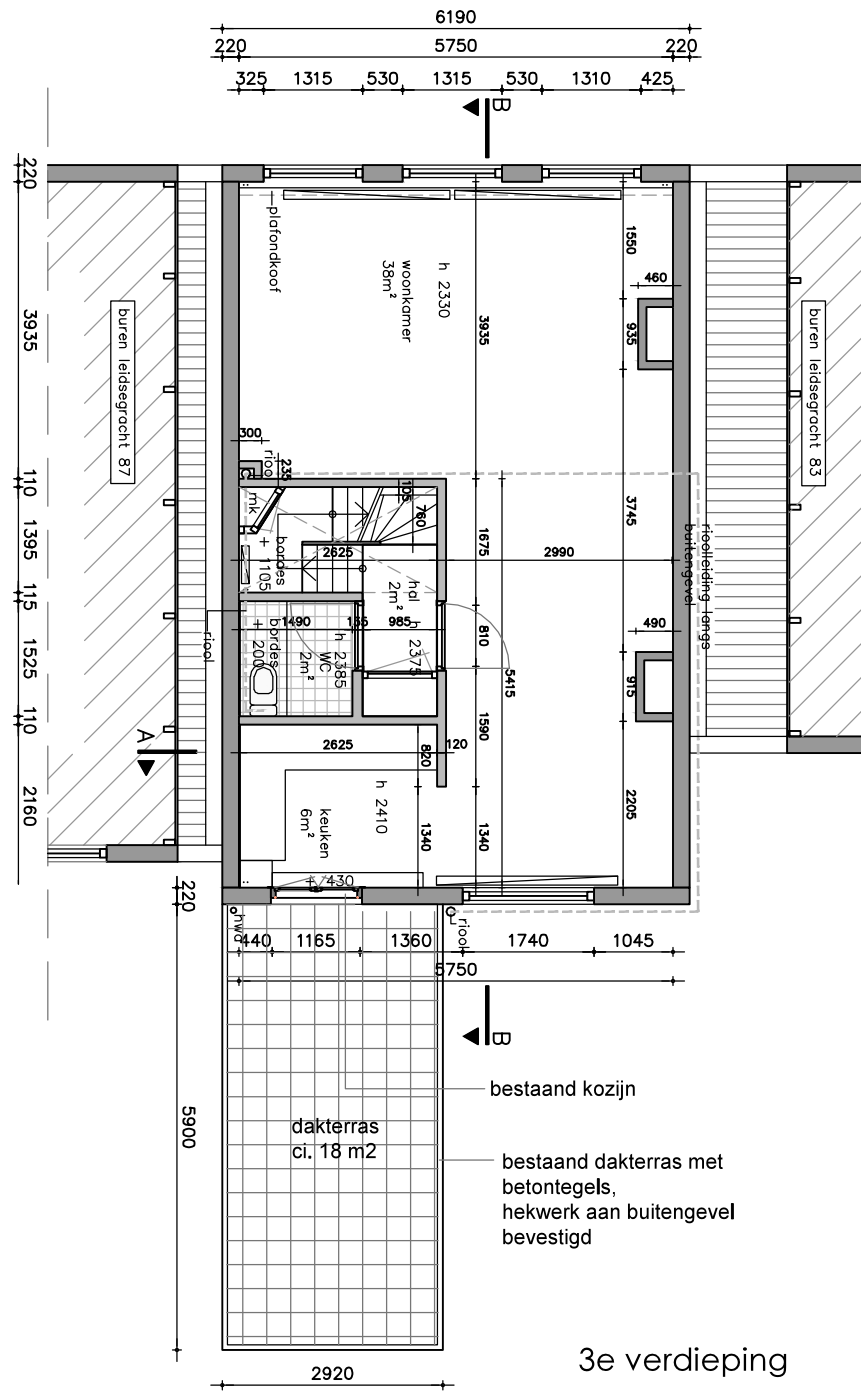 6190
220 5750 220
325 1315 530 1315 530 1310 425
B
220
3935
110
1395
115
1525
110
2160
220
5900
plafondkoof
woonkamer
38m²
h 2330
3935
1550
460
935
3745
buren leidsegracht 87
buren leidsegracht 83
300
riool
235
mk
105
760
bordes
+ 1105
2625
1675
2990
rioolleiding langs
buitengevel
hal
2m²
h 2375
810
490
915
riool
bordes
+ 200
1490
h 2385
WC
2m²
985
5415
1590
A
2625
120
820
h 2410
keuken
6m²
1340
1340
2205
+ 430
hwa
riool
440 1165 1360 1740 1045
5750
B
bestaand kozijn
dakterras
ci. 18 m2
bestaand dakterras met
betontegels,
hekwerk aan buitengevel
bevestigd
2920
3e verdieping